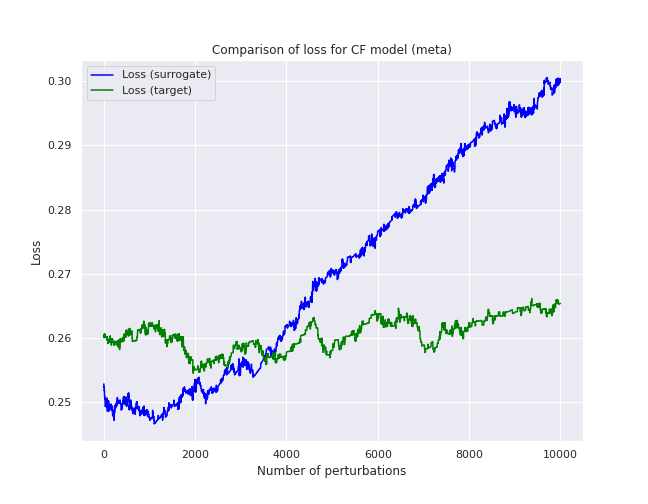 Comparison of loss for CF model (meta)
Loss (surrogate)
Loss (target)
0.30
0.29
0.28
0.27
0.26
0.25
Loss
0
2000
4000
6000
8000
10000
Number of perturbations